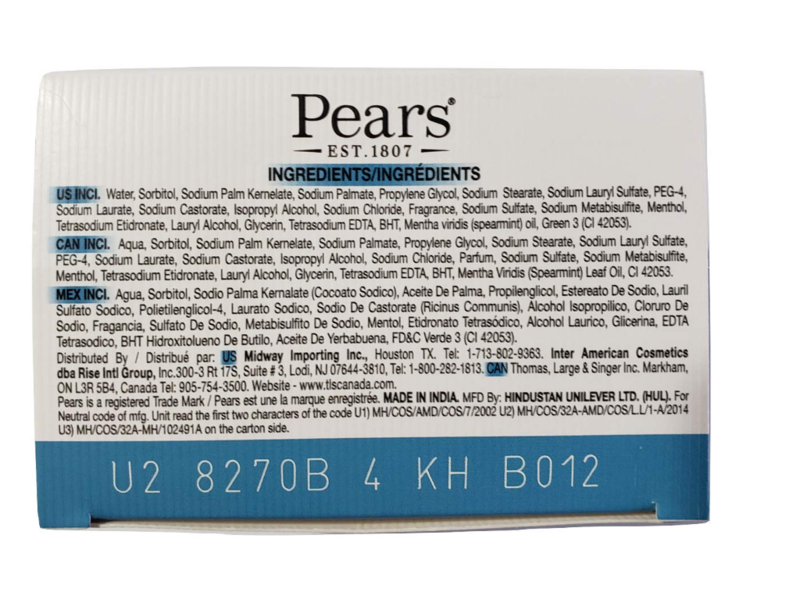 Pears®
EST.1807
INGREDIENTS/INGRÉDIENTS
US INCI. Water, Sorbitol, Sodium Palm Kernelate, Sodium Palmate, Propylene Glycol, Sodium Stearate, Sodium Lauryl Sulfate, PEG-4,
Sodium Laurate, Sodium Castorate, Isopropyl Alcohol, Sodium Chloride, Fragrance, Sodium Sulfate, Sodium Metabisulfite, Menthol,
Tetrasodium Etidronate, Lauryl Alcohol, Glycerin, Tetrasodium EDTA, BHT, Mentha viridis (spearmint) oil, Green 3 (CI 42053).
CAN INCI. Aqua, Sorbitol, Sodium Palm Kernelate, Sodium Palmate, Propylene Glycol, Sodium Stearate, Sodium Lauryl Sulfate,
PEG-4, Sodium Laurate, Sodium Castorate, Isopropyl Alcohol, Sodium Chloride, Parfum, Sodium Sulfate, Sodium Metabisulfite,
Menthol, Tetrasodium Etidronate, Lauryl Alcohol, Glycerin, Tetrasodium EDTA, BHT, Mentha Viridis (Spearmint) Leaf Oil, CI 42053.
MEX INCI. Agua, Sorbitol, Sodio Palma Kernalate (Cocoato Sodico), Aceite De Palma, Propilenglicol, Estereato De Sodio, Lauril
Sulfato Sodico, Polietilenglicol-4, Laurato Sodico, Sodio De Castorate (Ricinus Communis), Alcohol Isopropilico, Cloruro De
Sodio, Fragancia, Sulfato De Sodio, Metabisulfito De Sodio, Mentol, Etidronato Tetrasódico, Alcohol Laurico, Glicerina, EDTA
Tetrasodico, BHT Hidroxitolueno De Butilo, Aceite De Yerbabuena, FD&C Verde 3 (CI 42053).
Distributed By / Distribué par: US Midway Importing Inc., Houston TX. Tel: 1-713-802-9363. Inter American Cosmetics
dba Rise Intl Group, Inc.300-3 Rt 17S, Suite # 3, Lodi, NJ 07644-3810, Tel: 1-800-282-1813. CAN Thomas, Large & Singer Inc. Markham,
ON L3R 5B4, Canada Tel: 905-754-3500. Website - www.tlscanada.com.
Pears is a registered Trade Mark / Pears est une la marque enregistrée. MADE IN INDIA. MFD By: HINDUSTAN UNILEVER LTD. (HUL). For
Neutral code of mfg. Unit read the first two characters of the code U1) MH/COS/AMD/COS/7/2002 U2) MH/COS/32A-AMD/COS/L.L/1-A/2014
U3) MH/COS/32A-MH/102491A on the carton side.
U2 8270B 4 KH B012